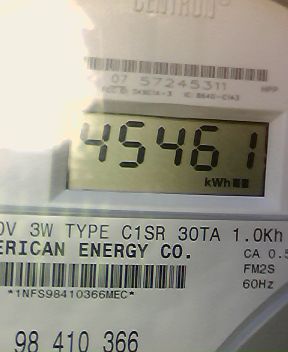 CENTRON
07 57245311
45461
kWh
0V 3W TYPE C1SR 30TA 1.0Kh
ERICAN ENERGY CO.
CA 0.5
FM2S
*1NFS98410366MEC*
60Hz
98 410 366